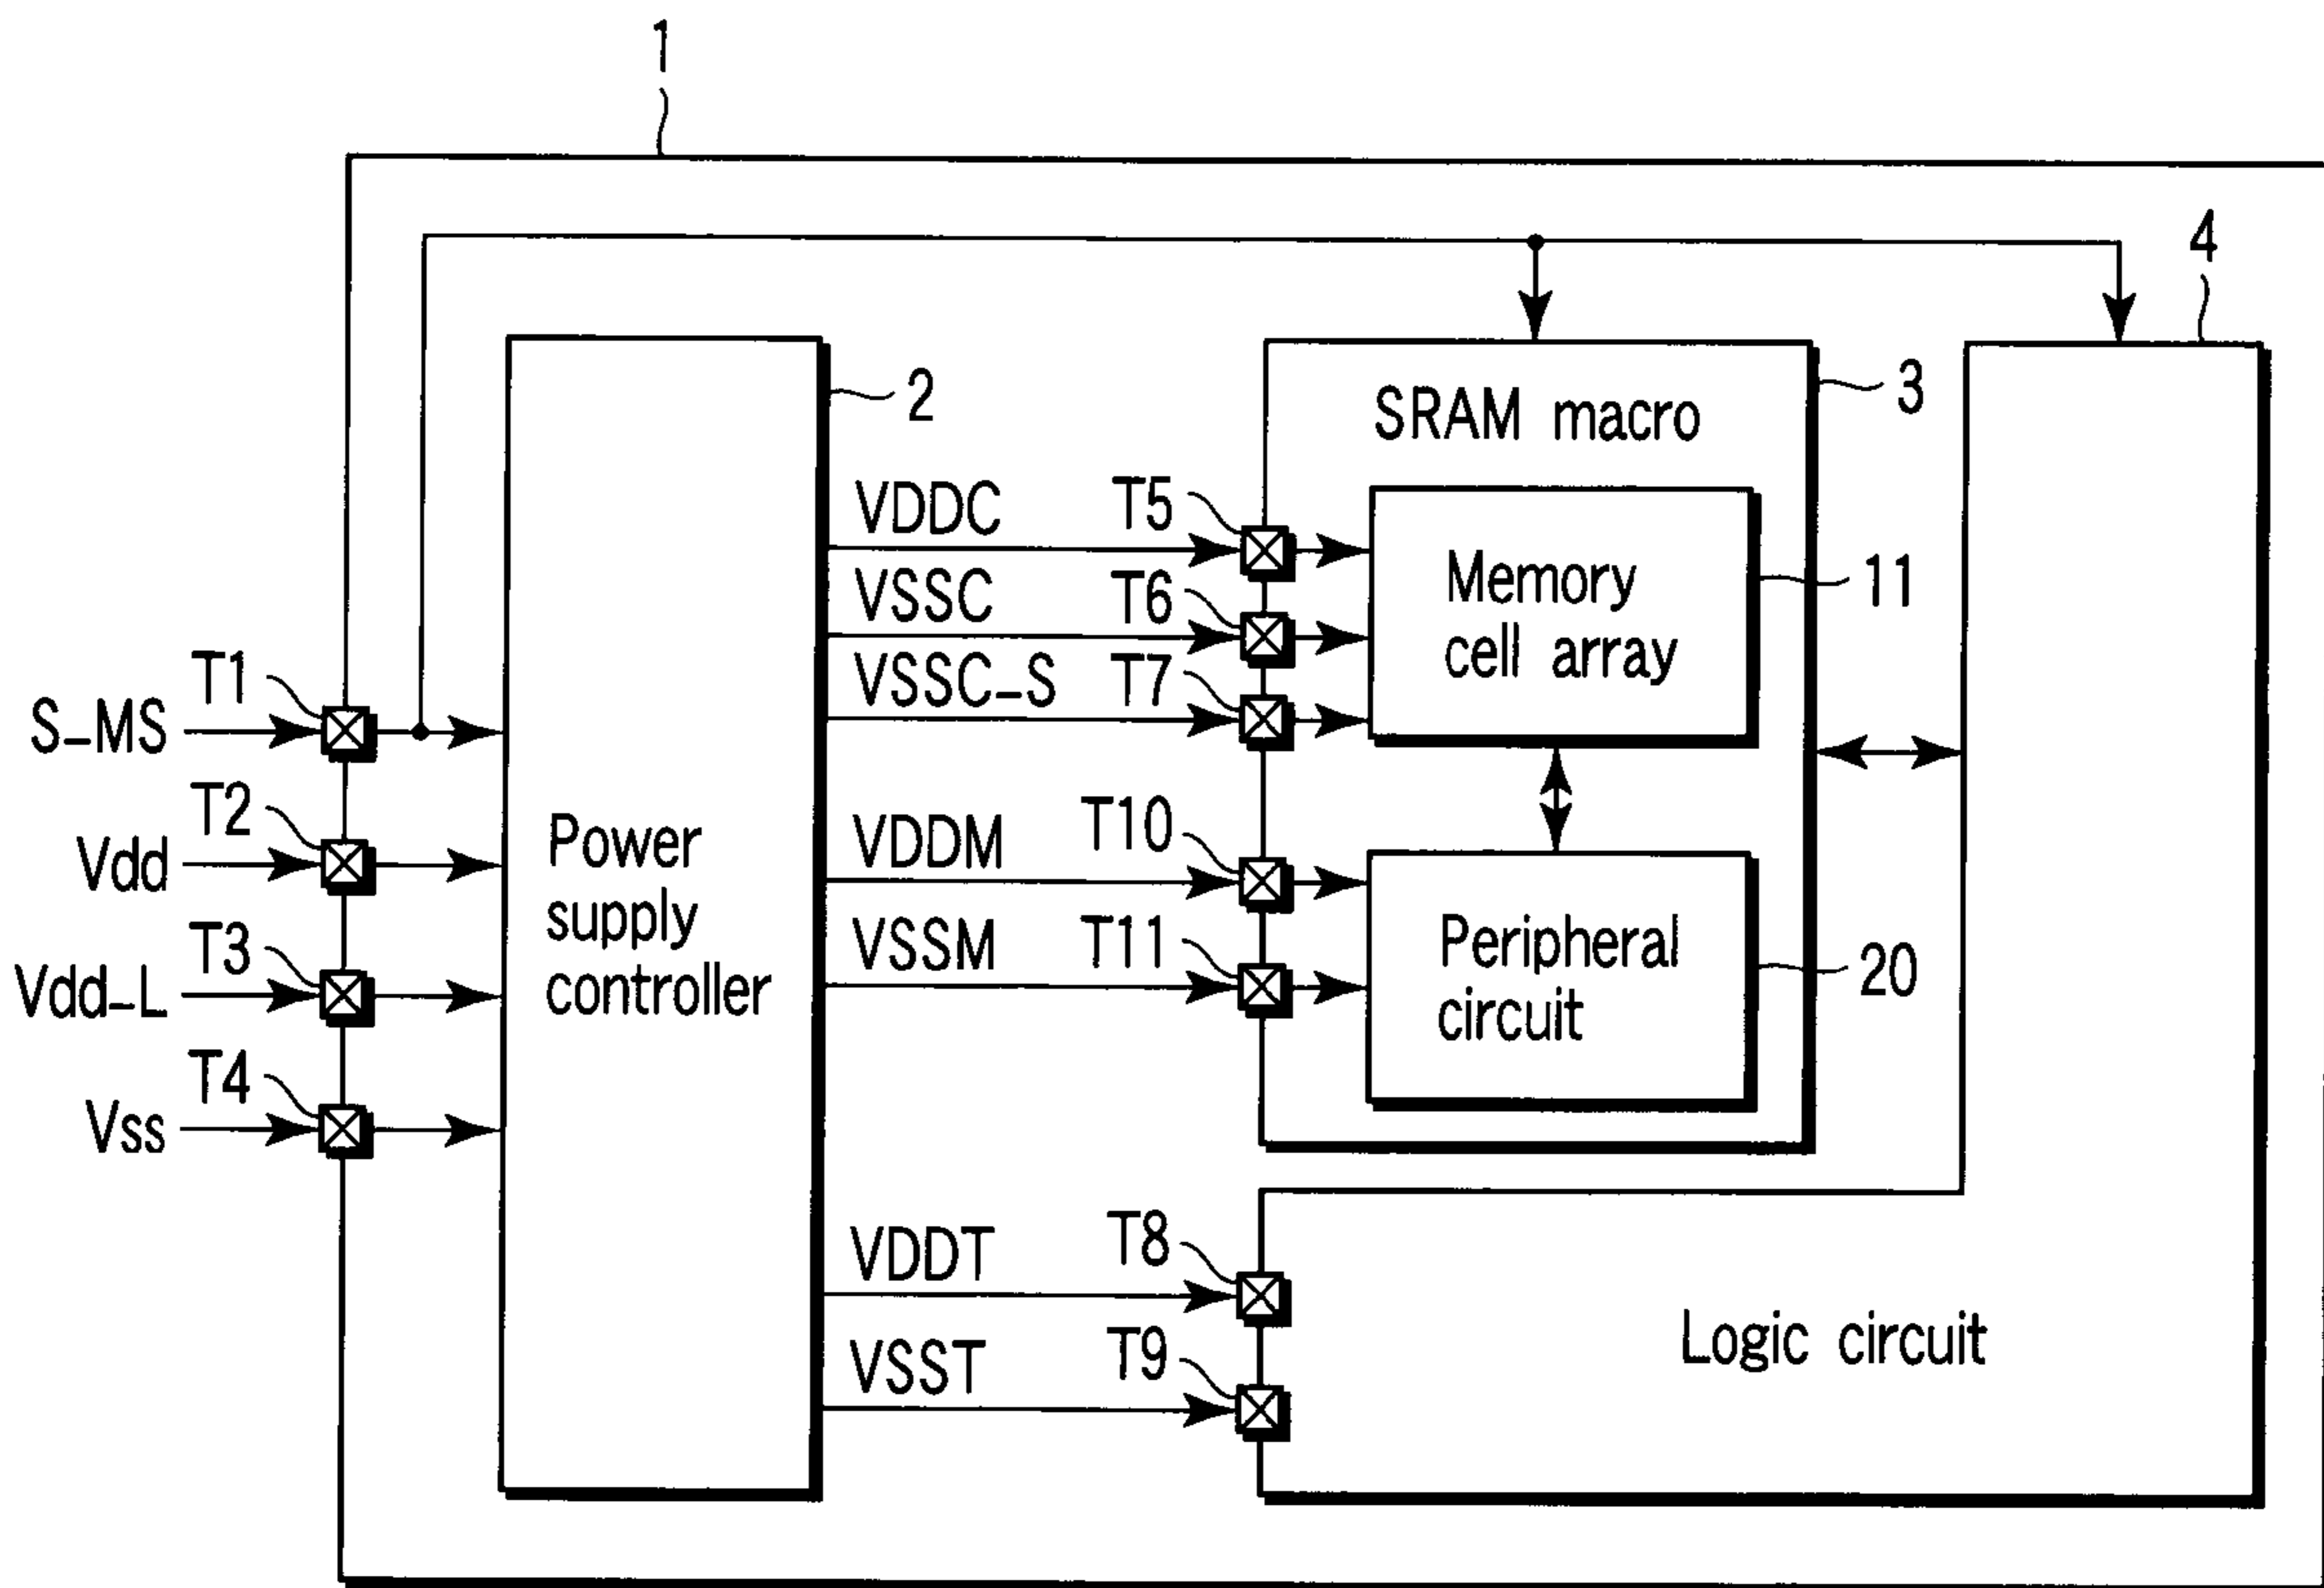 1
4
2
3
SRAM macro
VDDC
T5
VSSC
T6
VSSC-S
T7
Memory
cell array
11
T1
S-MS
T2
Vdd
T3
Vdd-L
T4
Vss
Power
supply
controller
VDDM
T10
VSSM
T11
Peripheral
circuit
20
VDDT
T8
VSST
T9
Logic circuit